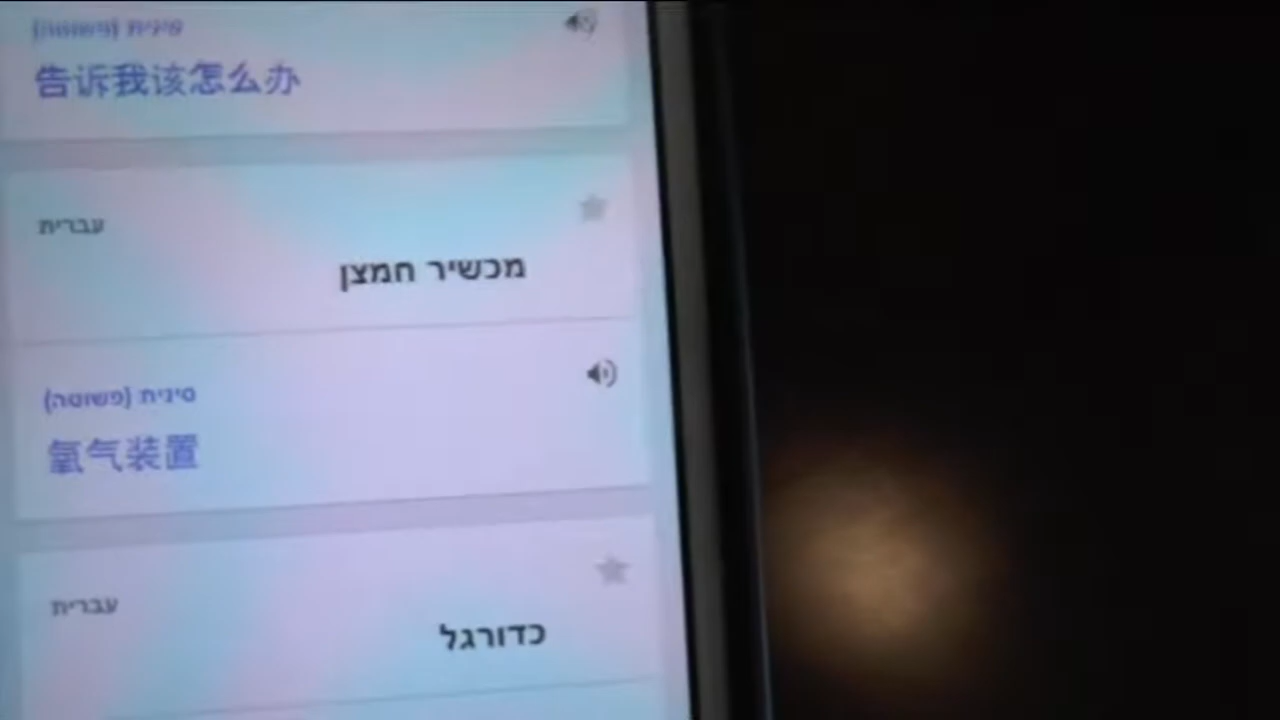 סינית (פשוטה)
告诉我该怎么办
עברית
מכשיר חמצן
סינית (פשוטה)
氧气装置
עברית
כדורגל